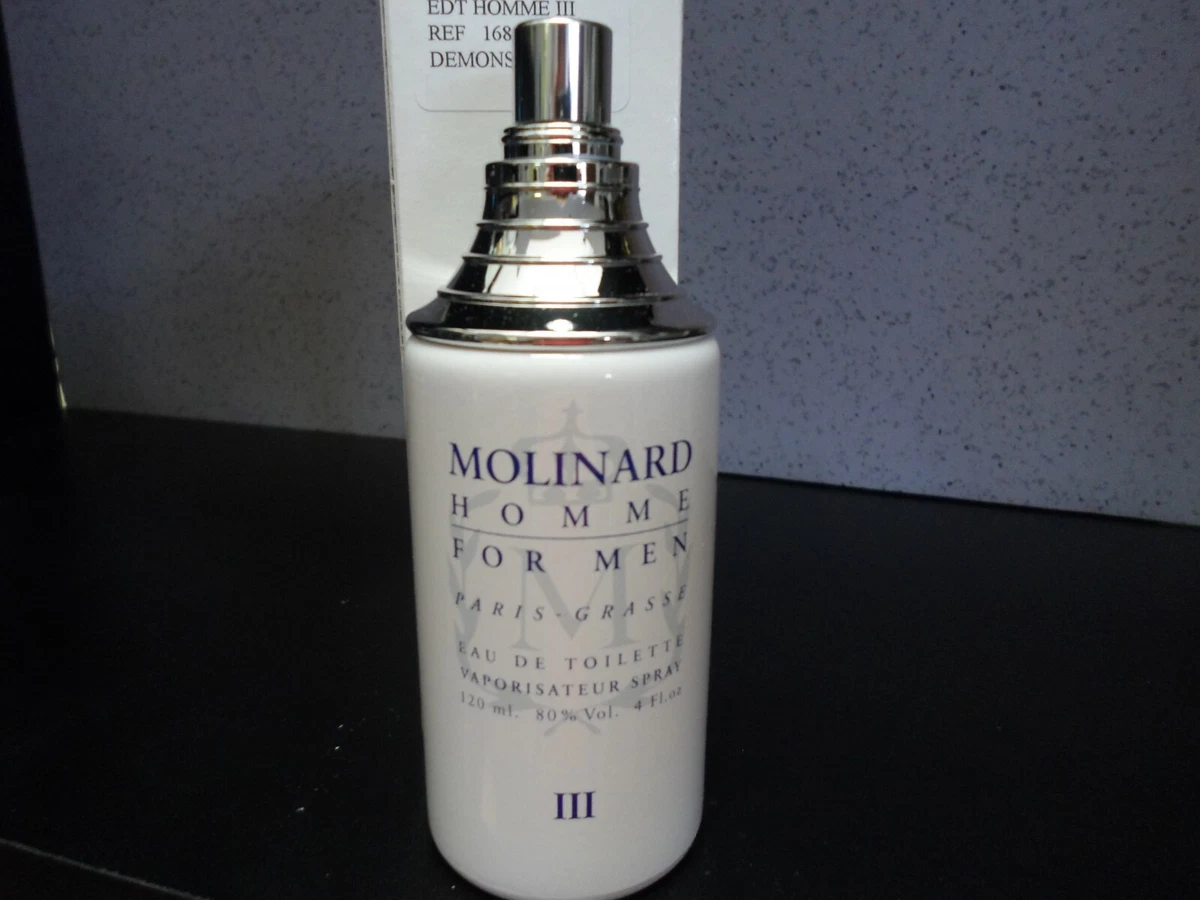 EDT HOMME III
REF 168
DEMONS
MOLINARD
HOMME
FOR MEN
PARIS-GRASSE
M
EAU DE TOILETTE
VAPORISATEUR SPRAY
120 ml. 80% Vol. 4 Fl.oz
III